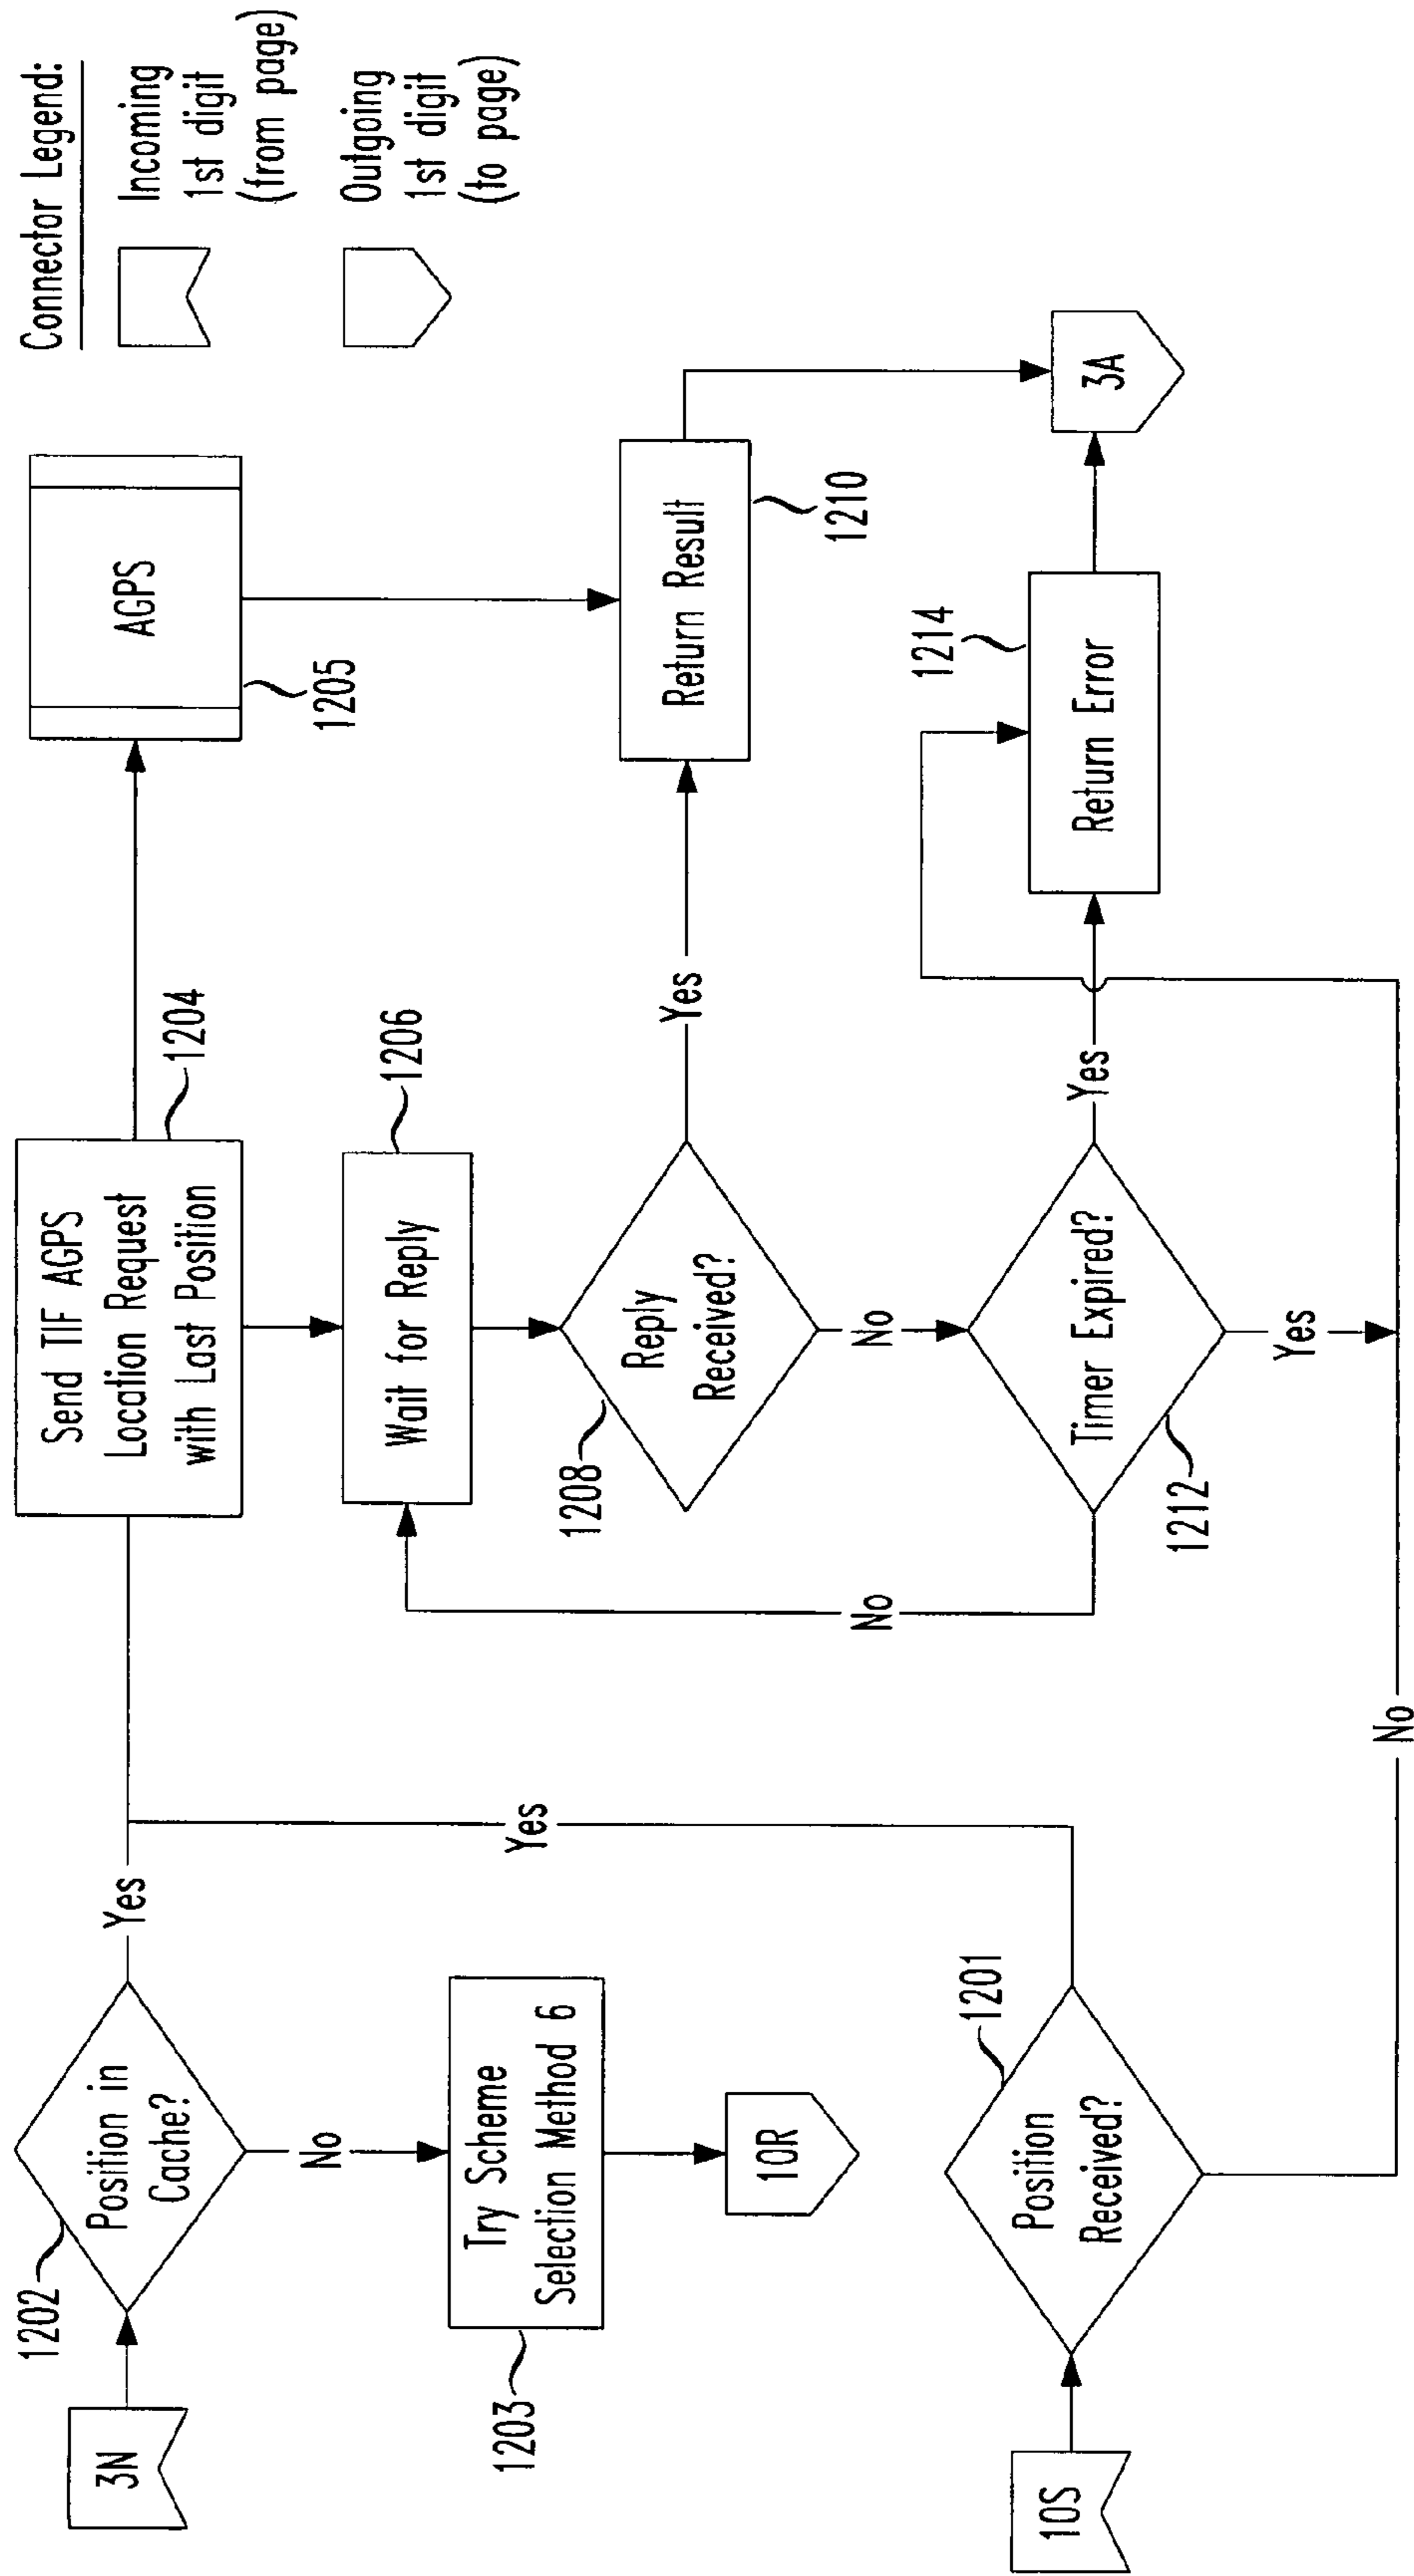 Connector Legend:
Incoming
1st digit
(from page)
Outgoing
1st digit
(to page)
3N
1202
Position in
Cache?
Yes
No
Try Scheme
Selection Method 6
1203
10R
Send TIF AGPS
Location Request
with Last Position
1204
AGPS
1205
Wait for Reply
1206
Reply
Received?
1208
Yes
No
Return Result
1210
Timer Expired?
1212
Yes
Yes
No
Return Error
1214
3A
10S
Position
Received?
1201
Yes
No